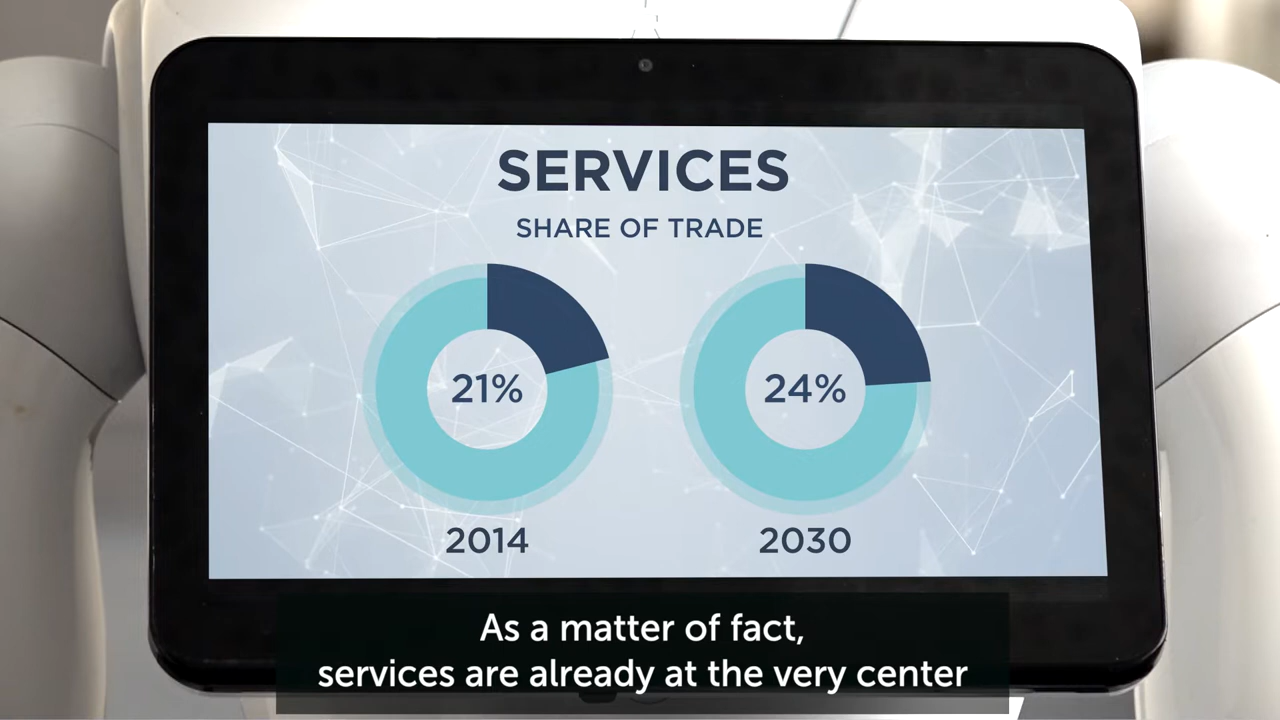 SERVICES
SHARE OF TRADE
21%
24%
2014
2030
As a matter of fact,
services are already at the very center